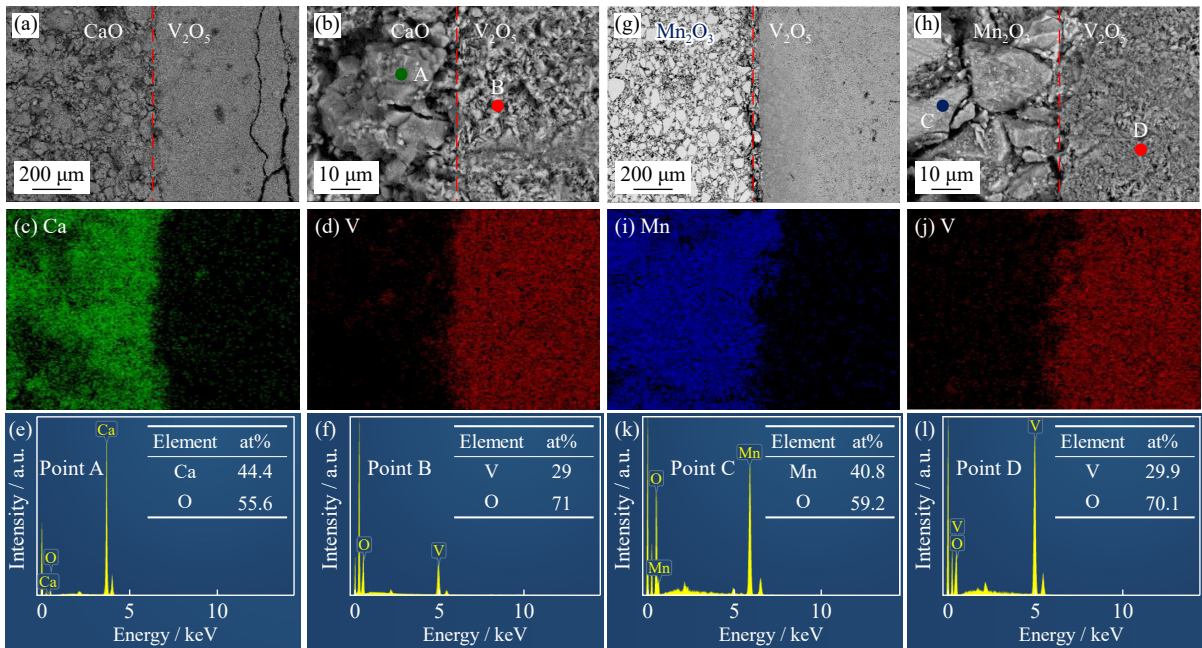 (a)
CaO
V₂O₅
200 μm
(b)
CaO
V₂O₅
A
B
10 μm
(g)
Mn₂O₃
V₂O₅
200 μm
(h)
Mn₂O₃
V₂O₅
C
D
10 μm
(c) Ca
(d) V
(i) Mn
(j) V
(e)
Intensity / a.u.
Ca
Point A
Element at%
Ca 44.4
O 55.6
O
Ca
0 5 10
Energy / keV
(f)
Intensity / a.u.
Point B
Element at%
V 29
O 71
O
V
0 5 10
Energy / keV
(k)
Intensity / a.u.
Point C
Mn
Element at%
Mn 40.8
O 59.2
O
Mn
0 5 10
Energy / keV
(l)
Intensity / a.u.
V
Point D
Element at%
V 29.9
O 70.1
V
O
0 5 10
Energy / keV